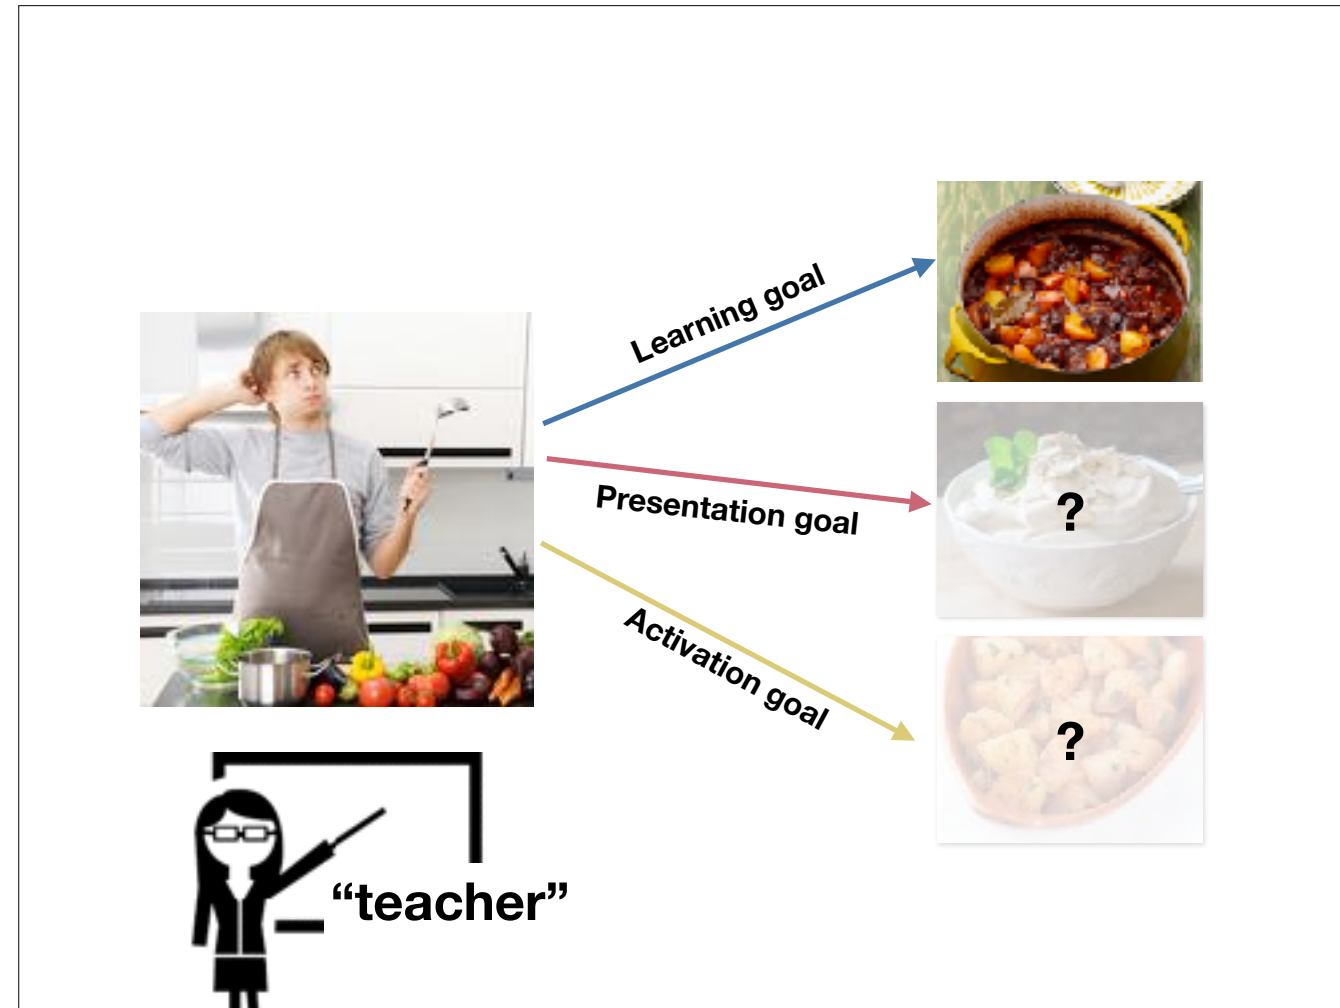 Learning goal
Presentation goal
?
Activation goal
?
“teacher”